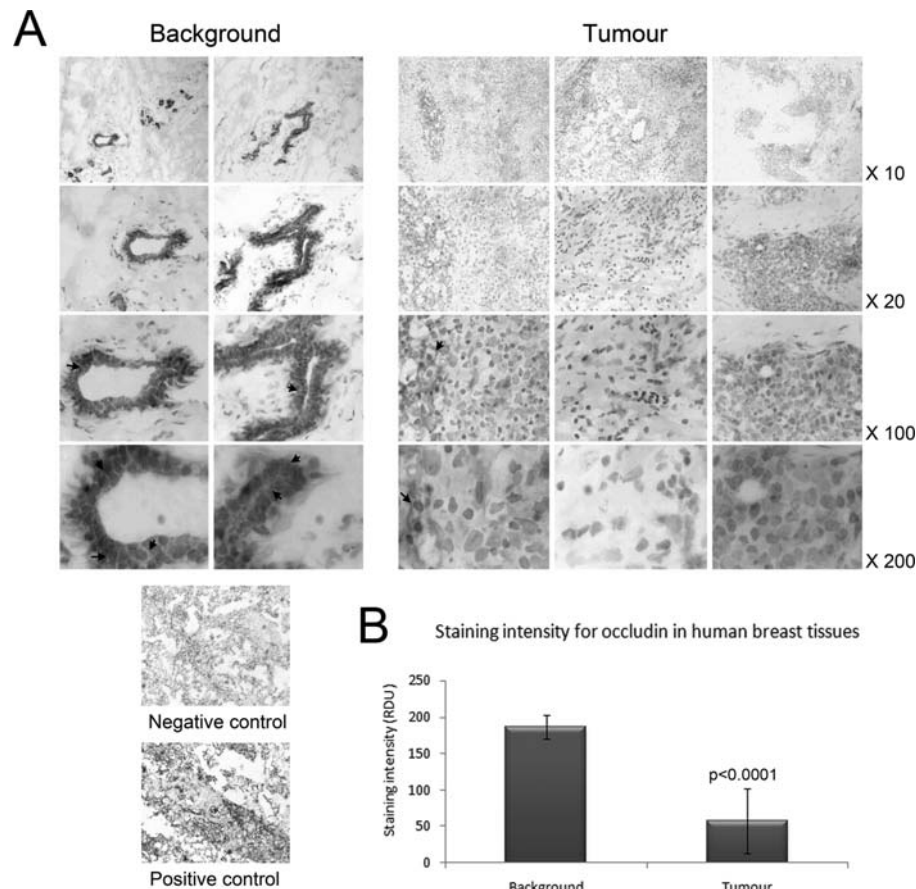 A
Background
Tumour
X 10
X 20
X 100
X 200
Negative control
Positive control
B
Staining intensity for occludin in human breast tissues
Staining intensity (RDU)
250
200
150
100
50
0
p<0.0001
Background
Tumour